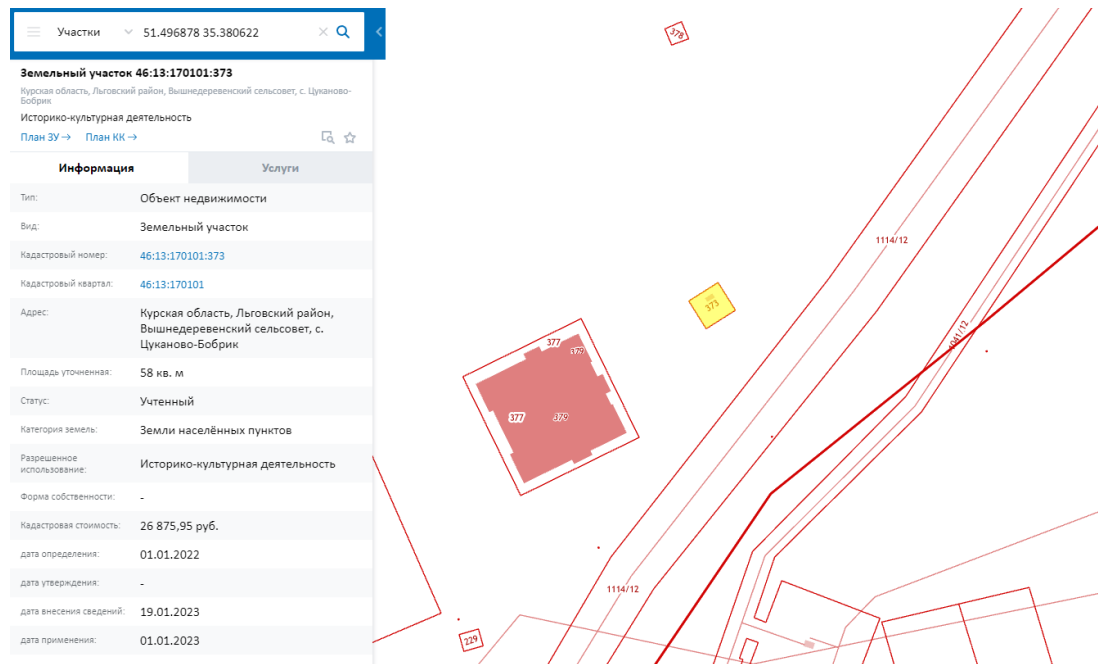 Участки 51.496878 35.380622
Земельный участок 46:13:170101:373
Курская область, Льговский район, Вышнедеревенский сельсовет, с. Цуканово-
Бобрик
Историко-культурная деятельность
План ЗУ → План КК →
Информация Услуги
Тип: Объект недвижимости
Вид: Земельный участок
Кадастровый номер: 46:13:170101:373
Кадастровый квартал: 46:13:170101
Адрес: Курская область, Льговский район,
Вышнедеревенский сельсовет, с.
Цуканово-Бобрик
Площадь уточненная: 58 кв. м
Статус: Учтенный
Категория земель: Земли населённых пунктов
Разрешенное
использование: Историко-культурная деятельность
Форма собственности: -
Кадастровая стоимость: 26 875,95 руб.
дата определения: 01.01.2022
дата утверждения: -
дата внесения сведений: 19.01.2023
дата применения: 01.01.2023
378
1114/12
373
1041/12
377
379
377 379
1114/12
229